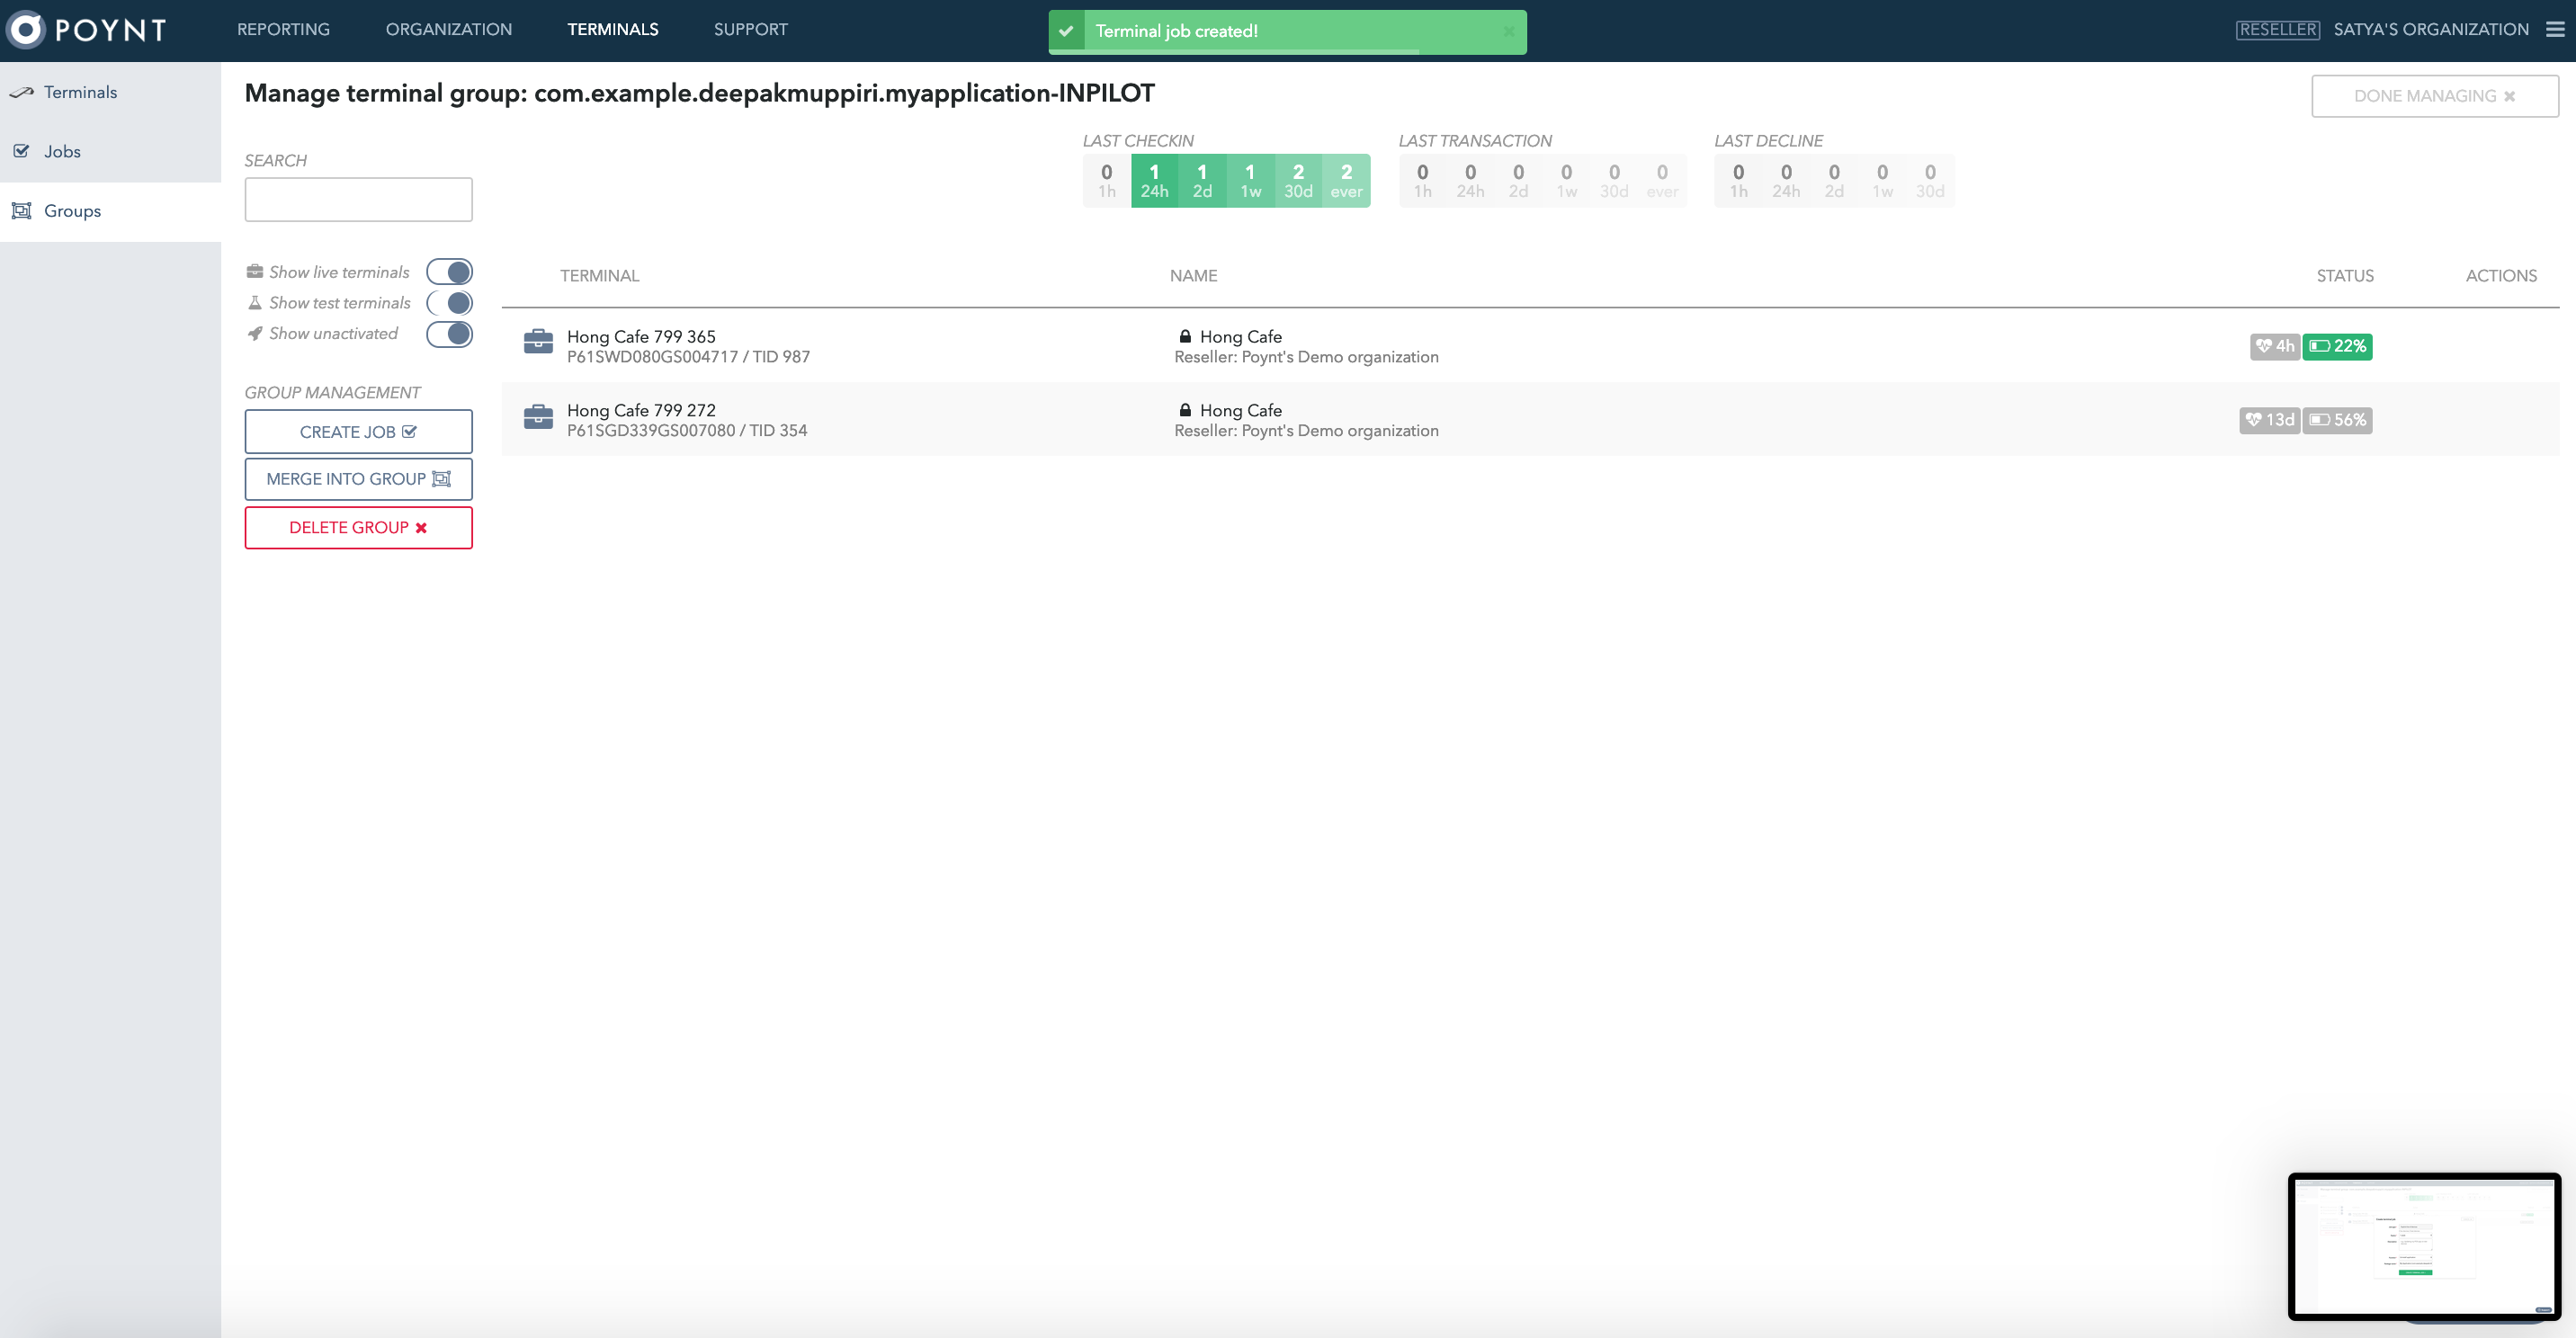 POYNT
REPORTING
ORGANIZATION
TERMINALS
SUPPORT
Terminal job created!
RESELLER
SATYA'S ORGANIZATION
Terminals
Jobs
Groups
Manage terminal group: com.example.deepakmuppiri.myapplication-INPILOT
DONE MANAGING
SEARCH
LAST CHECKIN
0 1 1 1 2 2
1h 24h 2d 1w 30d ever
LAST TRANSACTION
0 0 0 0 0 0
1h 24h 2d 1w 30d ever
LAST DECLINE
0 0 0 0 0
1h 24h 2d 1w 30d
Show live terminals
Show test terminals
Show unactivated
GROUP MANAGEMENT
CREATE JOB
MERGE INTO GROUP
DELETE GROUP
TERMINAL NAME STATUS ACTIONS
Hong Cafe 799 365
P61SWD080GS004717 / TID 987
Hong Cafe
Reseller: Poynt's Demo organization
4h 22%
Hong Cafe 799 272
P61SGD339GS007080 / TID 354
Hong Cafe
Reseller: Poynt's Demo organization
13d 56%